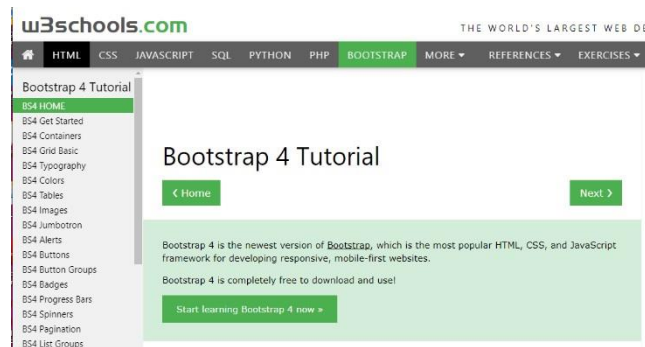 w3schools.com
THE WORLD'S LARGEST WEB DE
HTML CSS JAVASCRIPT SQL PYTHON PHP BOOTSTRAP MORE REFERENCES EXERCISES
Bootstrap 4 Tutorial
BS4 HOME
BS4 Get Started
BS4 Containers
BS4 Grid Basic
BS4 Typography
BS4 Colors
BS4 Tables
BS4 Images
BS4 Jumbotron
BS4 Alerts
BS4 Buttons
BS4 Button Groups
BS4 Badges
BS4 Progress Bars
BS4 Spinners
BS4 Pagination
BS4 List Groups
Bootstrap 4 Tutorial
❮ Home
Next ❯
Bootstrap 4 is the newest version of Bootstrap, which is the most popular HTML, CSS, and JavaScript
framework for developing responsive, mobile-first websites.
Bootstrap 4 is completely free to download and use!
Start learning Bootstrap 4 now »